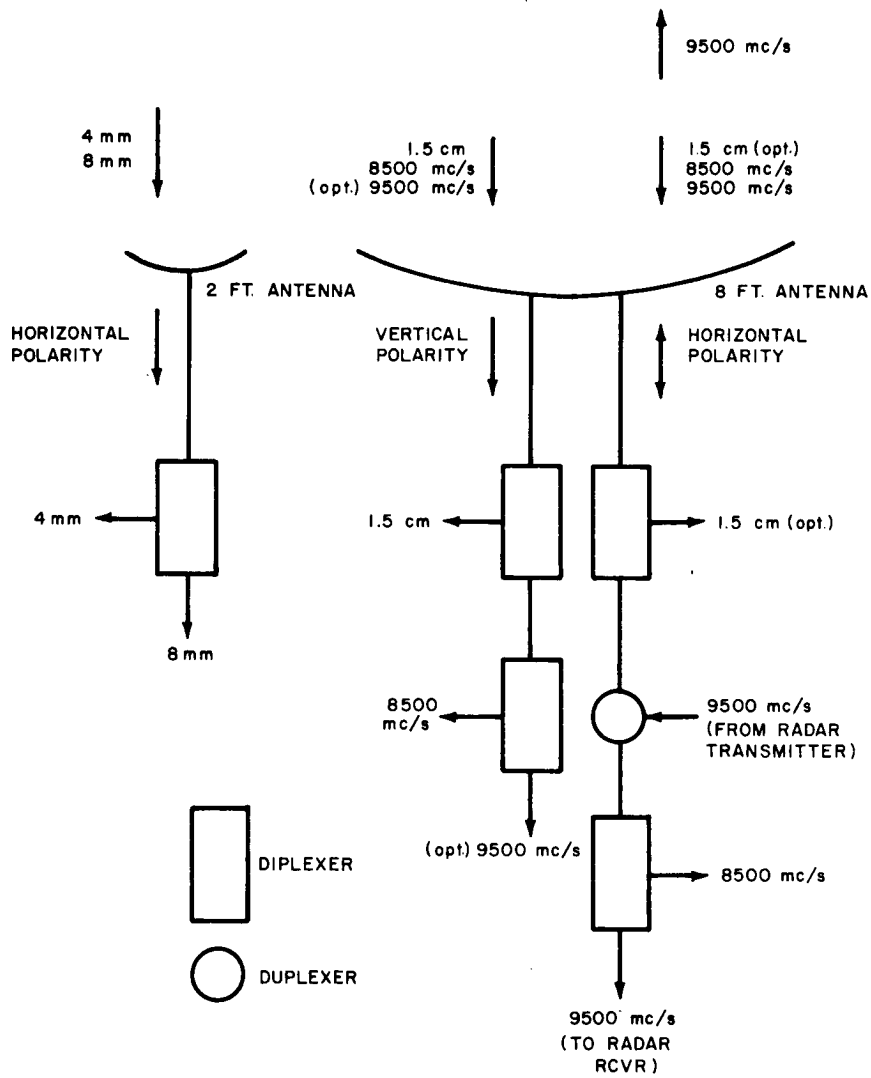 9500 mc/s
4 mm
8 mm
1.5 cm
8500 mc/s
(opt.) 9500 mc/s
1.5 cm (opt.)
8500 mc/s
9500 mc/s
2 FT. ANTENNA
8 FT. ANTENNA
HORIZONTAL
POLARITY
VERTICAL
POLARITY
HORIZONTAL
POLARITY
4 mm
1.5 cm
1.5 cm (opt.)
8 mm
8500
mc/s
9500 mc/s
(FROM RADAR
TRANSMITTER)
(opt.) 9500 mc/s
DIPLEXER
8500 mc/s
DUPLEXER
9500 mc/s
(TO RADAR
RCVR)